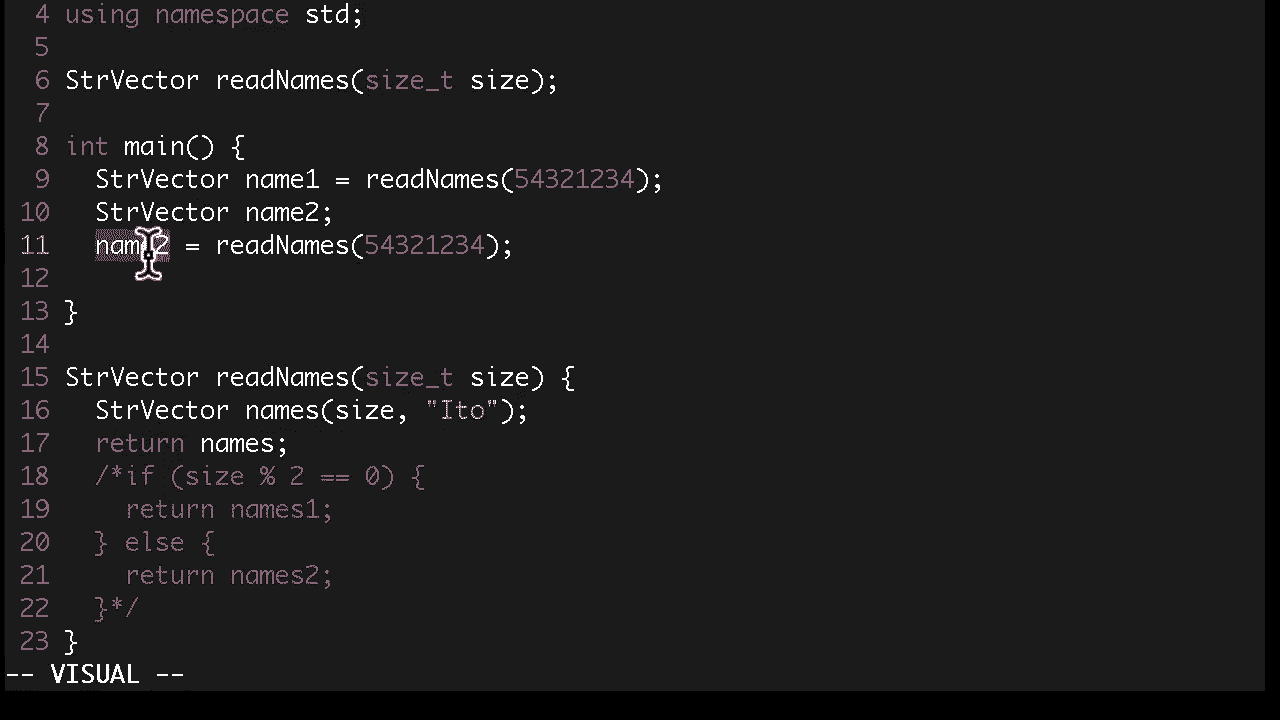 4 using namespace std;
5
6 StrVector readNames(size_t size);
7
8 int main() {
9   StrVector name1 = readNames(54321234);
10   StrVector name2;
11   name2 = readNames(54321234);
12
13 }
14
15 StrVector readNames(size_t size) {
16   StrVector names(size, "Ito");
17   return names;
18   /*if (size % 2 == 0) {
19     return names1;
20   } else {
21     return names2;
22   }*/
23 }
-- VISUAL --